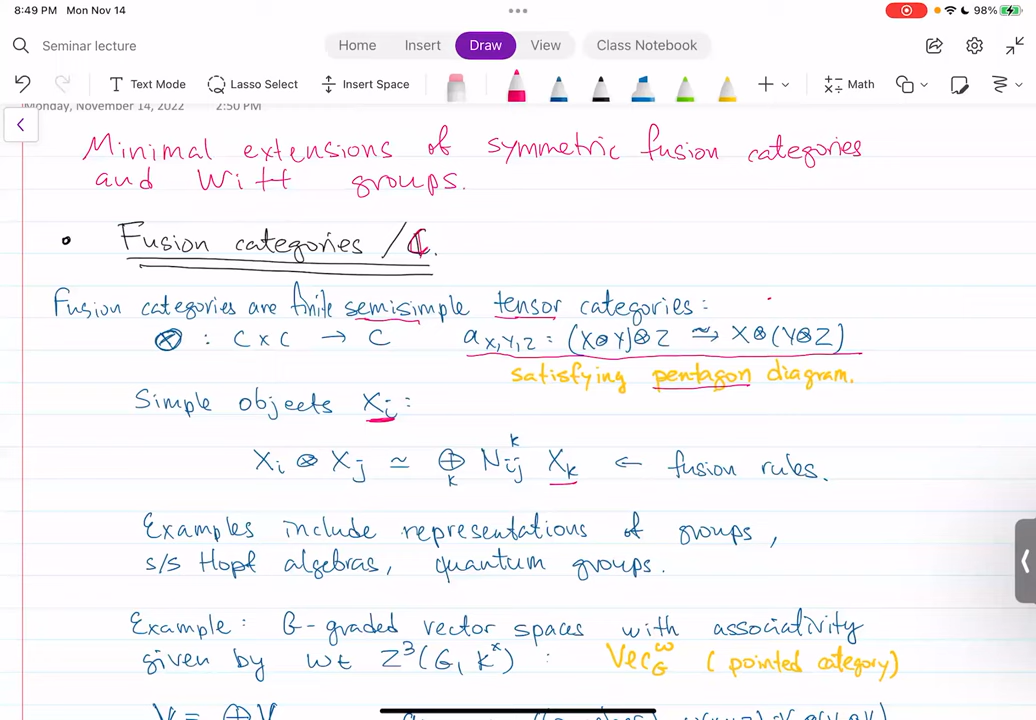 8:49 PM Mon Nov 14
98%
Seminar lecture
Home Insert Draw View Class Notebook
Text Mode Lasso Select Insert Space Math
Monday, November 14, 2022 2:50 PM
Minimal extensions of symmetric fusion categories
and Witt groups.
• Fusion categories /ℂ.
Fusion categories are finite semisimple tensor categories:
⊗ : C × C → C a_{X,Y,Z} : (X⊗Y)⊗Z ≃→ X⊗(Y⊗Z)
satisfying pentagon diagram.
Simple objects X_i :
X_i ⊗ X_j ≃ ⊕_k N_{ij}^k X_k ← fusion rules.
Examples include representations of groups,
s/s Hopf algebras, quantum groups.
Example: G-graded vector spaces with associativity
given by ω∈ Z^3(G, k^×) : Vec_G^ω (pointed category)